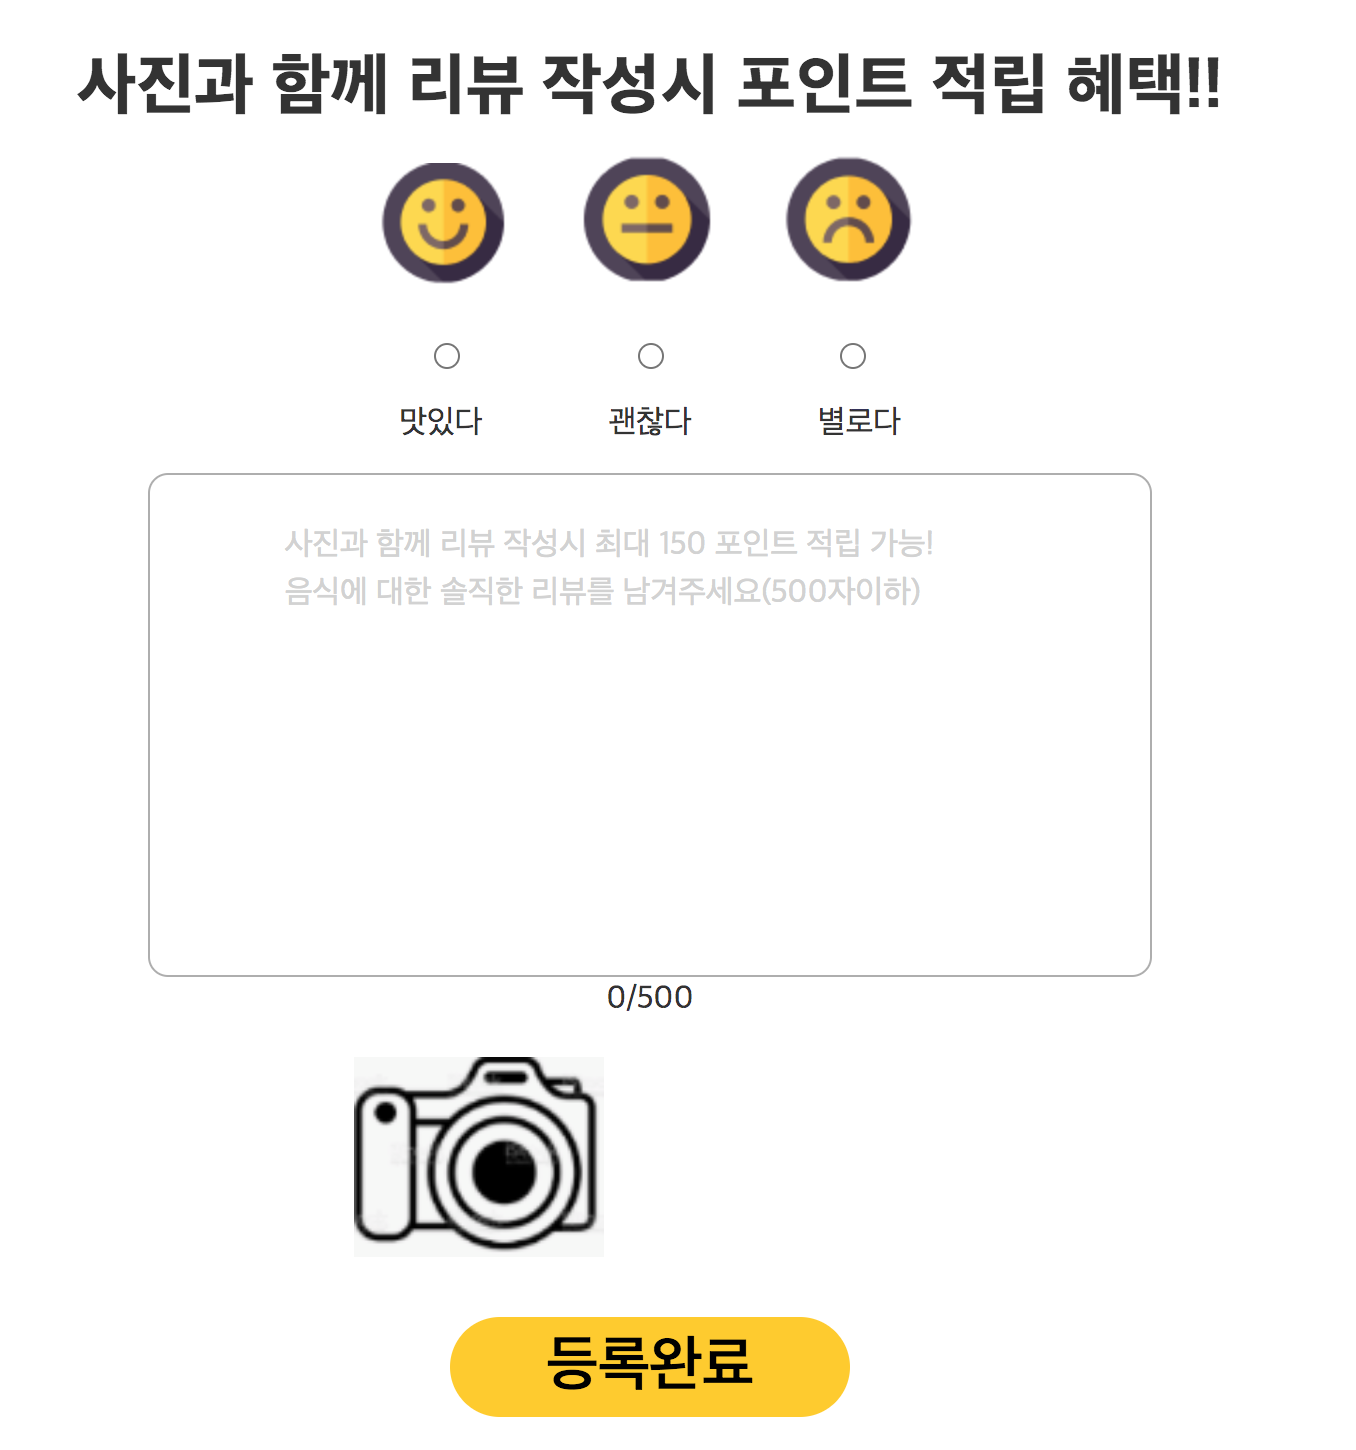 사진과 함께 리뷰 작성시 포인트 적립 혜택!!
맛있다 괜찮다 별로다
사진과 함께 리뷰 작성시 최대 150 포인트 적립 가능!
음식에 대한 솔직한 리뷰를 남겨주세요(500자이하)
0/500
등록완료